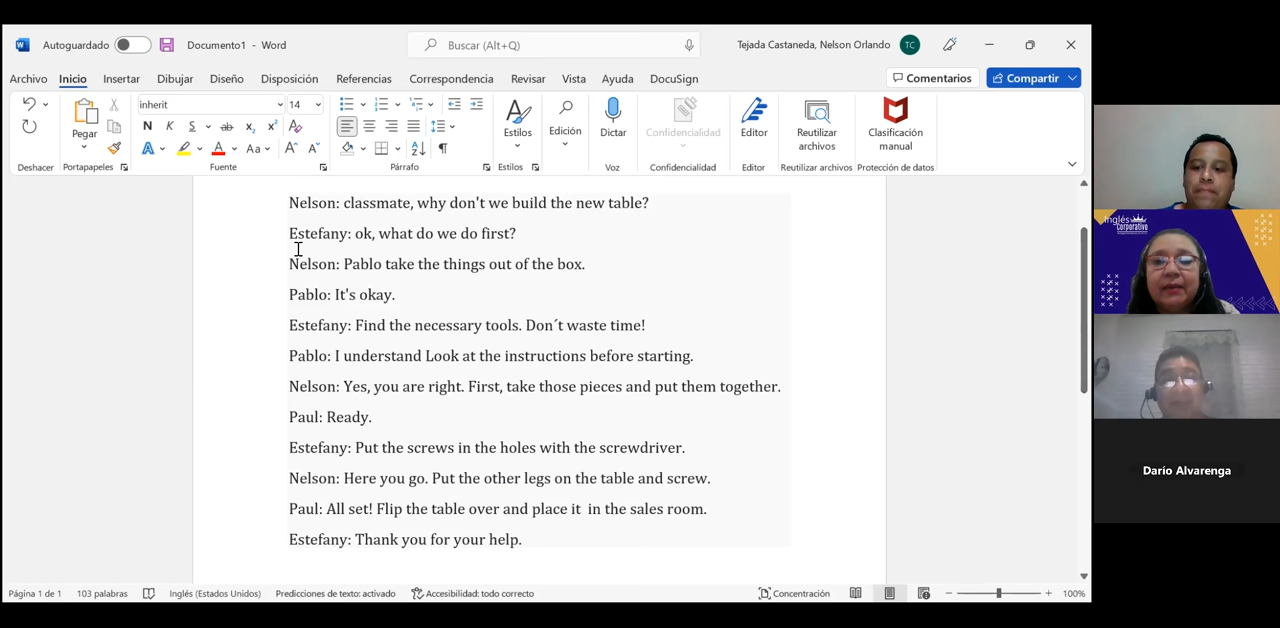 Autoguardado
Documento1 - Word
Buscar (Alt+Q)
Tejada Castaneda, Nelson Orlando
TC
Archivo Inicio Insertar Dibujar Diseño Disposición Referencias Correspondencia Revisar Vista Ayuda DocuSign
Comentarios
Compartir
Pegar
inherit
14
N K S ab x₂ x²
A A Aa A A
Estilos
Edición
Dictar
Confidencialidad
Editor
Reutilizar archivos
Clasificación manual
Deshacer Portapapeles Fuente Párrafo Estilos Voz Confidencialidad Editor Reutilizar archivos Protección de datos
Nelson: classmate, why don't we build the new table?
Estefany: ok, what do we do first?
Nelson: Pablo take the things out of the box.
Pablo: It's okay.
Estefany: Find the necessary tools. Don´t waste time!
Pablo: I understand Look at the instructions before starting.
Nelson: Yes, you are right. First, take those pieces and put them together.
Paul: Ready.
Estefany: Put the screws in the holes with the screwdriver.
Nelson: Here you go. Put the other legs on the table and screw.
Paul: All set! Flip the table over and place it  in the sales room.
Estefany: Thank you for your help.
Página 1 de 1 103 palabras Inglés (Estados Unidos) Predicciones de texto: activado Accesibilidad: todo correcto Concentración 100%
Inglés
Corporativo
Darío Alvarenga